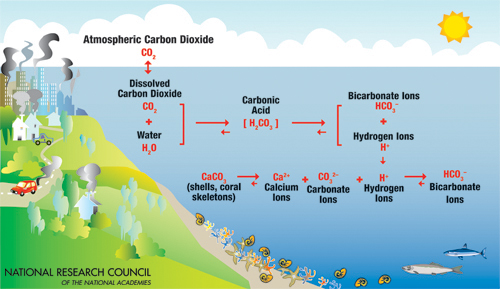 Atmospheric Carbon Dioxide
CO₂
Dissolved
Carbon Dioxide
CO₂
+
Water
H₂O
Carbonic
Acid
[ H₂CO₃ ]
Bicarbonate Ions
HCO₃⁻
+
Hydrogen Ions
H⁺
CaCO₃
(shells, coral
skeletons)
Ca²⁺
Calcium
Ions
+
CO₃²⁻
Carbonate
Ions
+
H⁺
Hydrogen
Ions
HCO₃⁻
Bicarbonate
Ions
NATIONAL RESEARCH COUNCIL
OF THE NATIONAL ACADEMIES